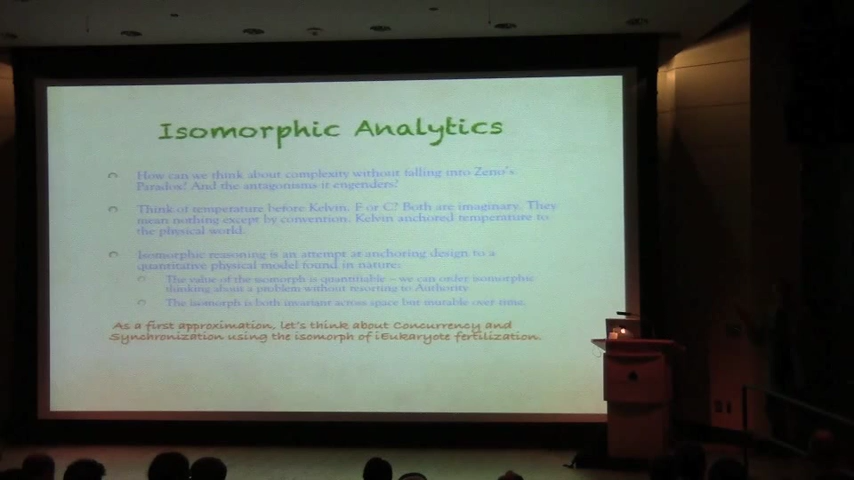 Isomorphic Analytics
How can we think about complexity without falling into Zeno's
Paradox? And the antagonisms it engenders?
Think of temperature before Kelvin. F or C? Both are imaginary. They
mean nothing except by convention. Kelvin anchored temperature to
the physical world.
Isomorphic reasoning is an attempt at anchoring design to a
quantitative physical model found in nature:
The value of the isomorph is quantifiable – we can order isomorphic
thinking about a problem without resorting to Authority.
The isomorph is both invariant across space but mutable over time.
As a first approximation, let's think about Concurrency and
Synchronization using the isomorph of iEukaryote fertilization.